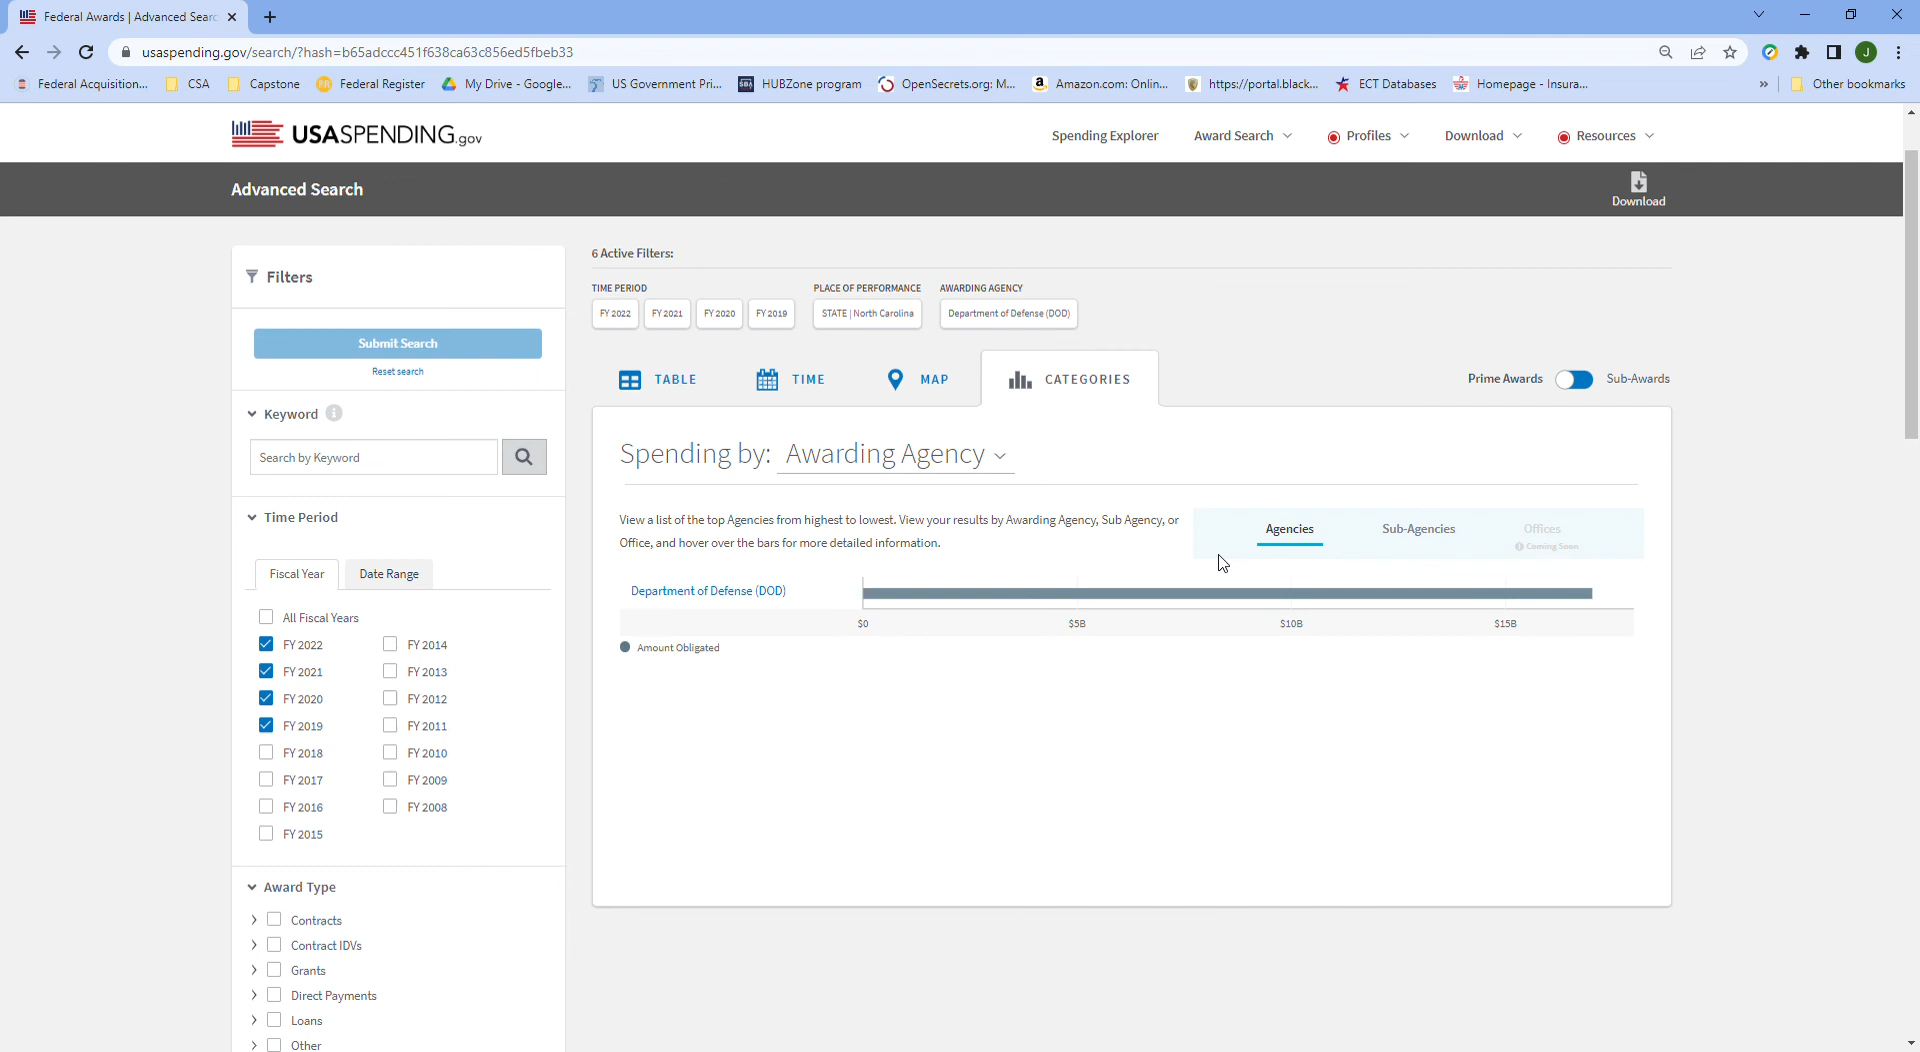 Federal Awards | Advanced Searc
usaspending.gov/search/?hash=b65adccc451f638ca63c856ed5fbeb33
Federal Acquisition...
CSA
Capstone
Federal Register
My Drive - Google...
US Government Pri...
HUBZone program
OpenSecrets.org: M...
Amazon.com: Onlin...
https://portal.black...
ECT Databases
Homepage - Insura...
»
Other bookmarks
J
USASPENDING.gov
Spending Explorer
Award Search
Profiles
Download
Resources
Advanced Search
Download
Filters
Submit Search
Reset search
Keyword
Search by Keyword
Time Period
Fiscal Year
Date Range
All Fiscal Years
FY 2022
FY 2014
FY 2021
FY 2013
FY 2020
FY 2012
FY 2019
FY 2011
FY 2018
FY 2010
FY 2017
FY 2009
FY 2016
FY 2008
FY 2015
Award Type
Contracts
Contract IDVs
Grants
Direct Payments
Loans
Other
6 Active Filters:
TIME PERIOD
FY 2022
FY 2021
FY 2020
FY 2019
PLACE OF PERFORMANCE
STATE | North Carolina
AWARDING AGENCY
Department of Defense (DOD)
TABLE
TIME
MAP
CATEGORIES
Prime Awards
Sub-Awards
Spending by: Awarding Agency
View a list of the top Agencies from highest to lowest. View your results by Awarding Agency, Sub Agency, or
Office, and hover over the bars for more detailed information.
Agencies
Sub-Agencies
Offices
Coming Soon
Department of Defense (DOD)
$0
$5B
$10B
$15B
Amount Obligated